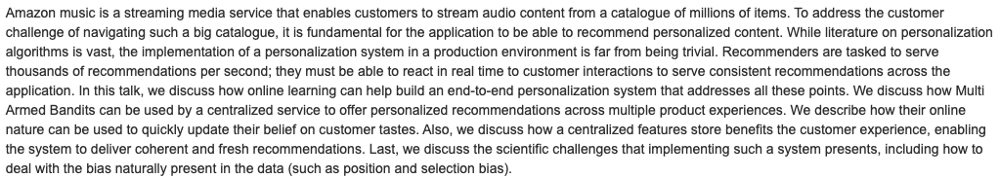 Amazon music is a streaming media service that enables customers to stream audio content from a catalogue of millions of items. To address the customer
challenge of navigating such a big catalogue, it is fundamental for the application to be able to recommend personalized content. While literature on personalization
algorithms is vast, the implementation of a personalization system in a production environment is far from being trivial. Recommenders are tasked to serve
thousands of recommendations per second; they must be able to react in real time to customer interactions to serve consistent recommendations across the
application. In this talk, we discuss how online learning can help build an end-to-end personalization system that addresses all these points. We discuss how Multi
Armed Bandits can be used by a centralized service to offer personalized recommendations across multiple product experiences. We describe how their online
nature can be used to quickly update their belief on customer tastes. Also, we discuss how a centralized features store benefits the customer experience, enabling
the system to deliver coherent and fresh recommendations. Last, we discuss the scientific challenges that implementing such a system presents, including how to
deal with the bias naturally present in the data (such as position and selection bias).